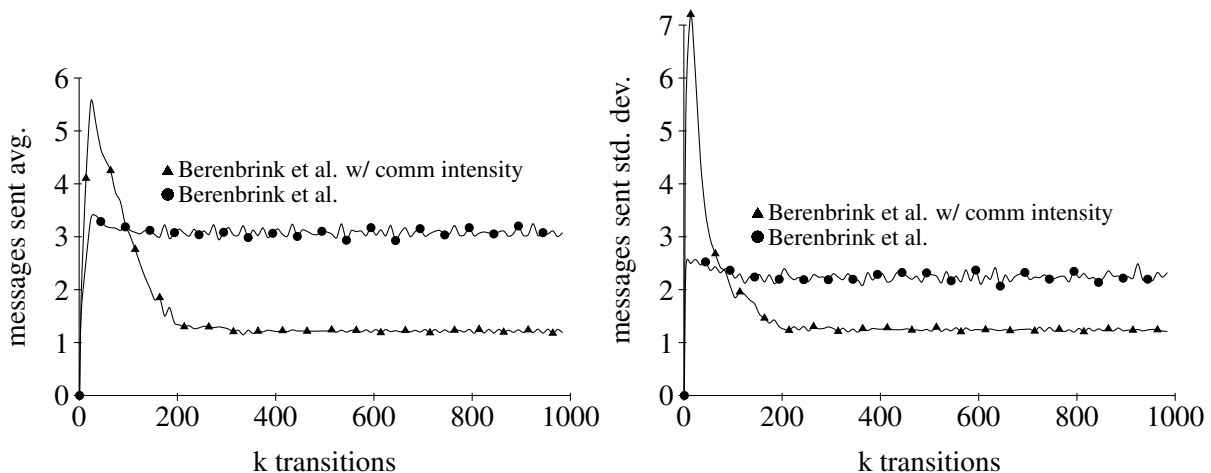 messages sent avg.
6
5
4
3
2
1
0
Berenbrink et al. w/ comm intensity
Berenbrink et al.
0 200 400 600 800 1000
k transitions
messages sent std. dev.
7
6
5
4
3
2
1
0
Berenbrink et al. w/ comm intensity
Berenbrink et al.
0 200 400 600 800 1000
k transitions